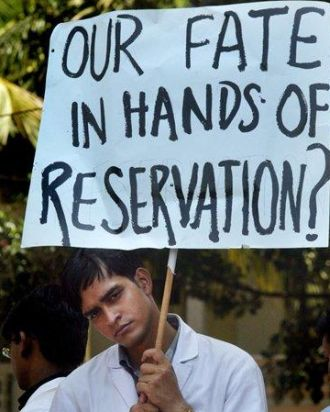 OUR FATE
IN HANDS OF
RESERVATION?